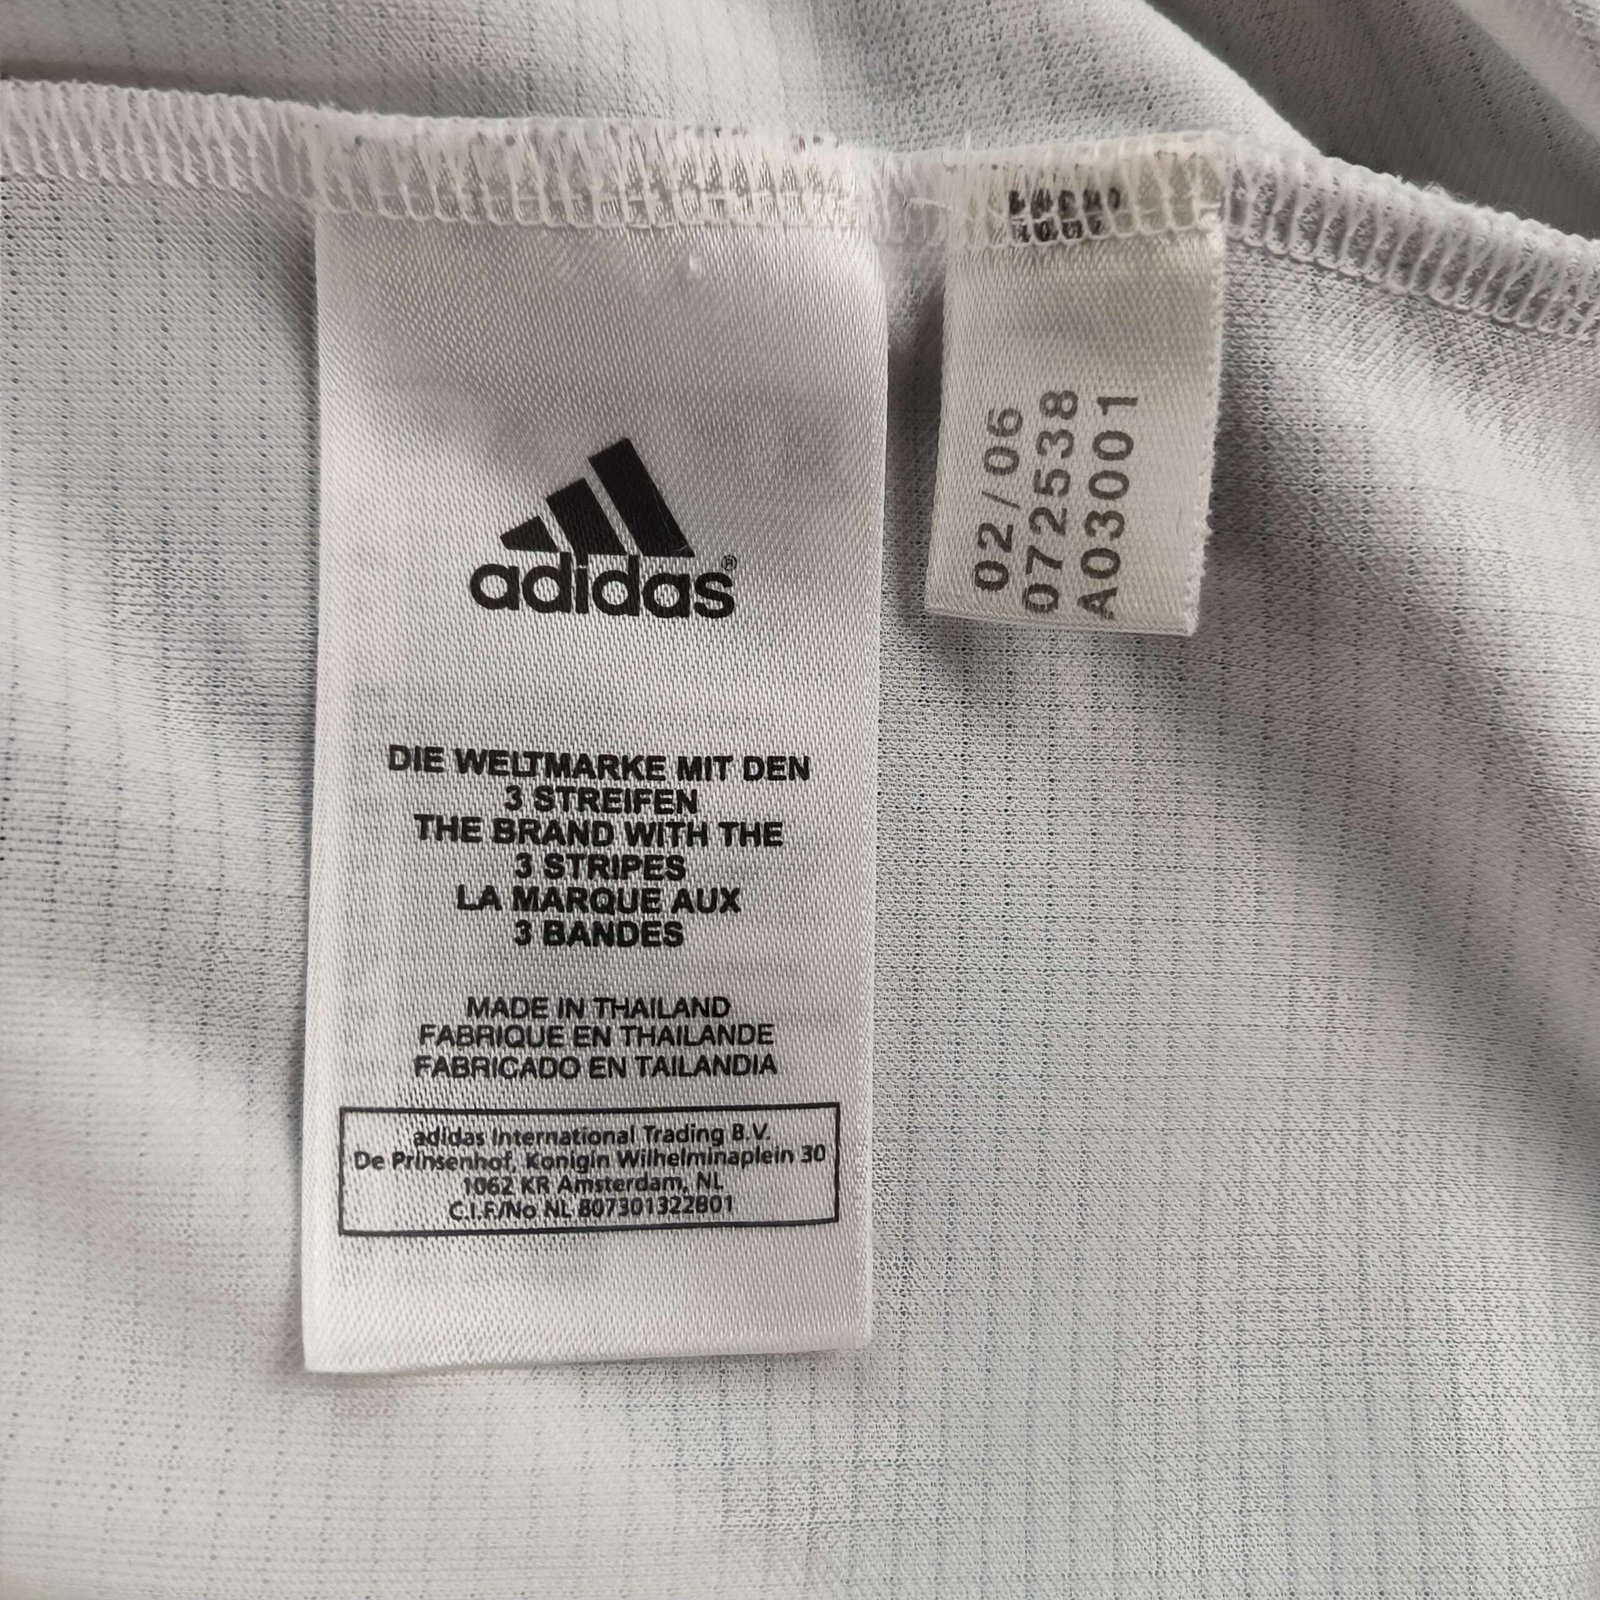 adidas®
DIE WELTMARKE MIT DEN
3 STREIFEN
THE BRAND WITH THE
3 STRIPES
LA MARQUE AUX
3 BANDES
MADE IN THAILAND
FABRIQUE EN THAILANDE
FABRICADO EN TAILANDIA
adidas International Trading B.V.
De Prinsenhof, Konigin Wilhelminaplein 30
1062 KR Amsterdam, NL
C.I.F/No NL 807301322B01
02/06
072538
A03001